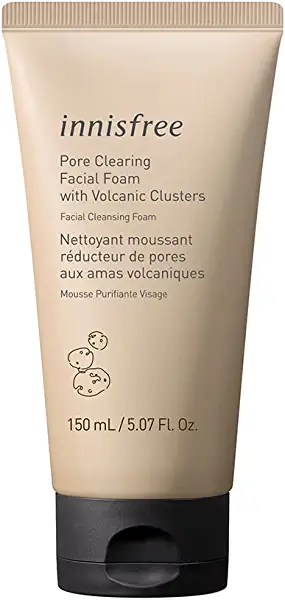 innisfree
Pore Clearing
Facial Foam
with Volcanic Clusters
Facial Cleansing Foam
Nettoyant moussant
réducteur de pores
aux amas volcaniques
Mousse Purifiante Visage
150 mL / 5.07 Fl. Oz.